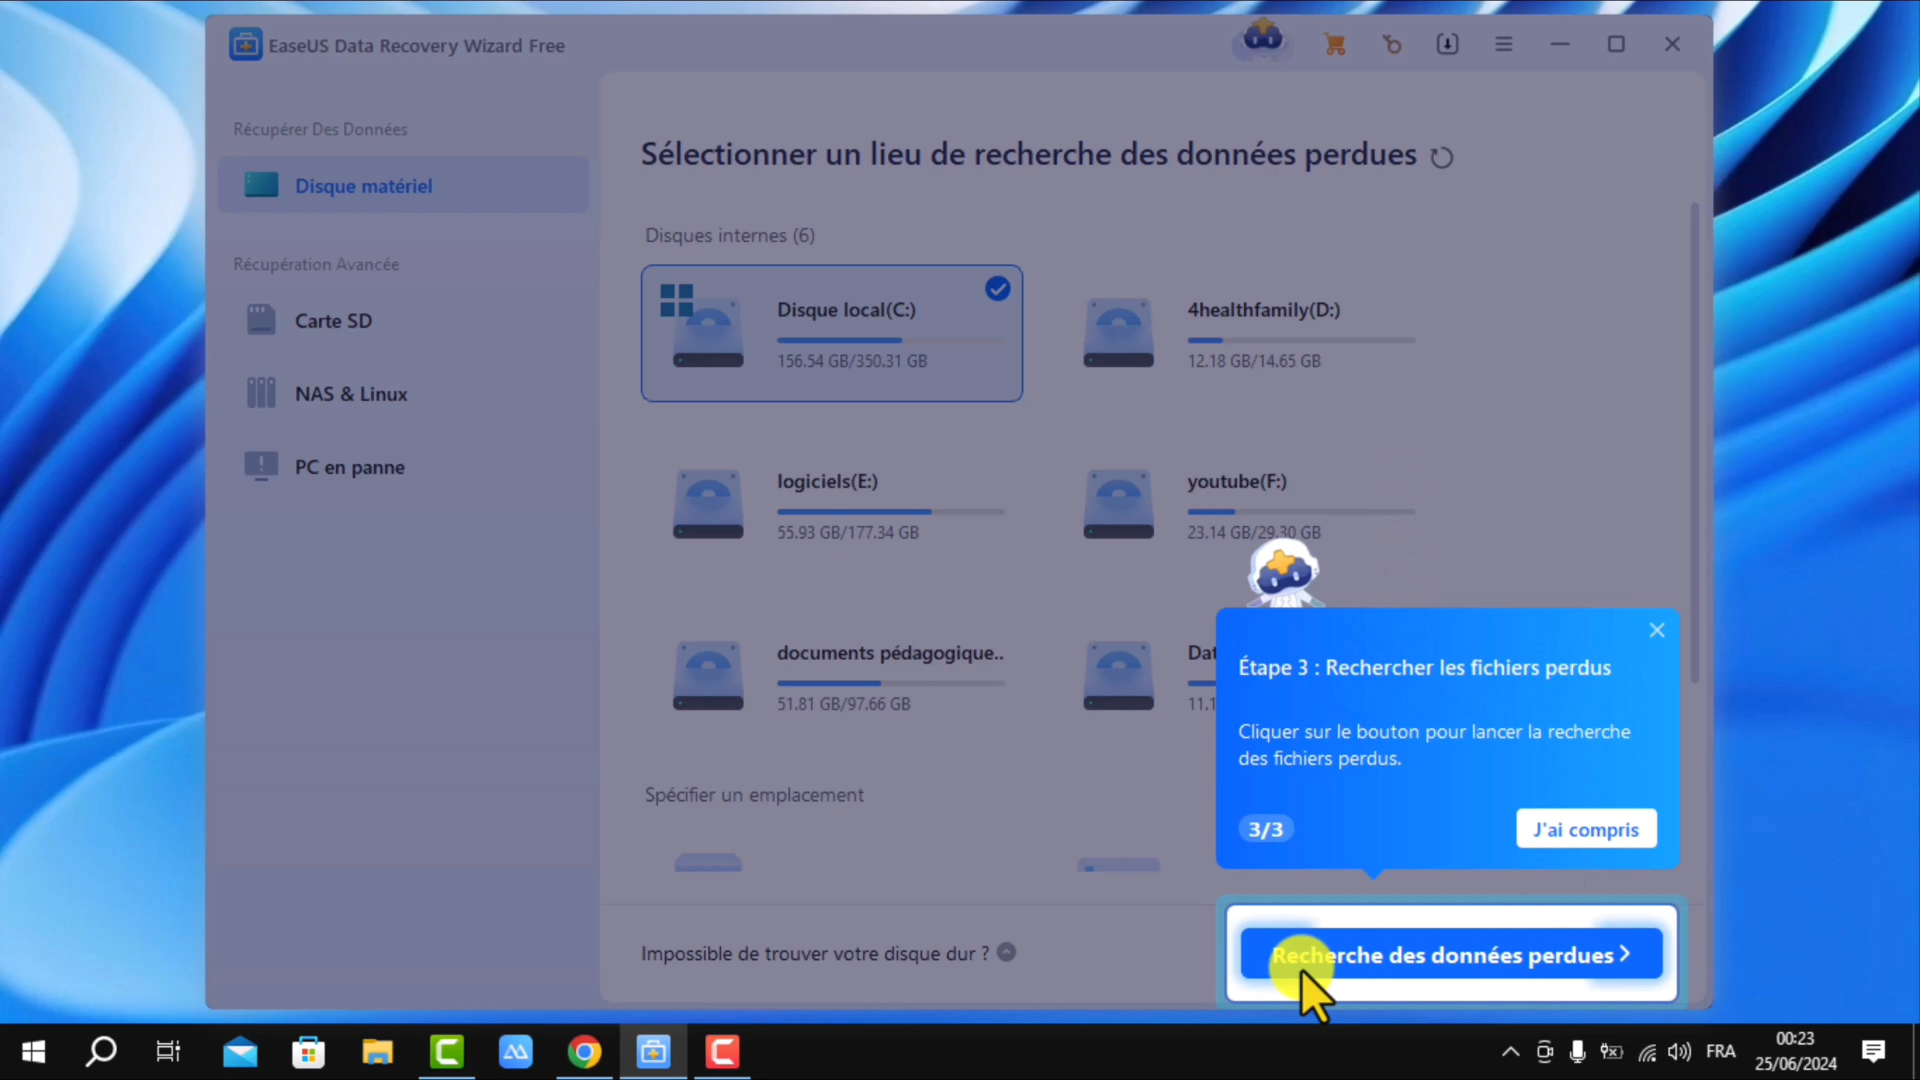 EaseUS Data Recovery Wizard Free
Récupérer Des Données
Disque matériel
Récupération Avancée
Carte SD
NAS & Linux
PC en panne
Sélectionner un lieu de recherche des données perdues
Disques internes (6)
Disque local(C:)
156.54 GB/350.31 GB
4healthfamily(D:)
12.18 GB/14.65 GB
logiciels(E:)
55.93 GB/177.34 GB
youtube(F:)
23.14 GB/29.30 GB
documents pédagogique..
51.81 GB/97.66 GB
Dat
11.1
Spécifier un emplacement
Étape 3 : Rechercher les fichiers perdus
Cliquer sur le bouton pour lancer la recherche
des fichiers perdus.
3/3
J'ai compris
Impossible de trouver votre disque dur ?
Recherche des données perdues
FRA
00:23
25/06/2024